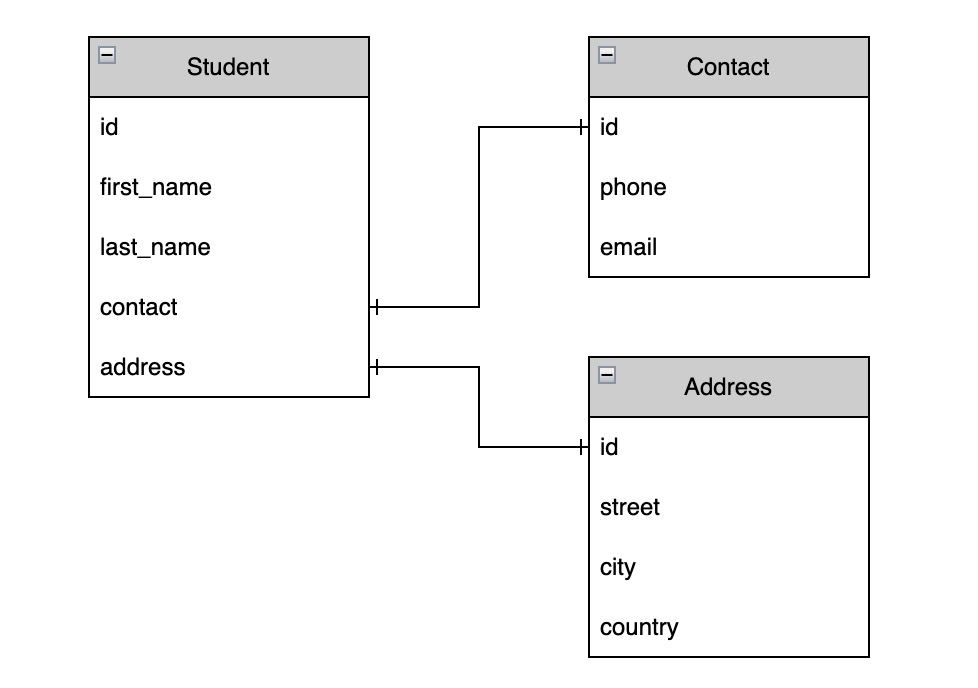 Student
id
first_name
last_name
contact
address
Contact
id
phone
email
Address
id
street
city
country